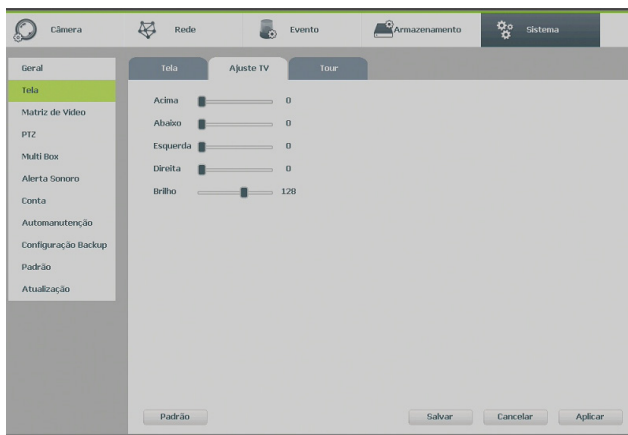 Câmera Rede Evento Armazenamento Sistema
Geral
Tela
Matriz de Vídeo
PTZ
Multi Box
Alerta Sonoro
Conta
Automanutenção
Configuração Backup
Padrão
Atualização
Tela Ajuste TV Tour
Acima 0
Abaixo 0
Esquerda 0
Direita 0
Brilho 128
Padrão Salvar Cancelar Aplicar